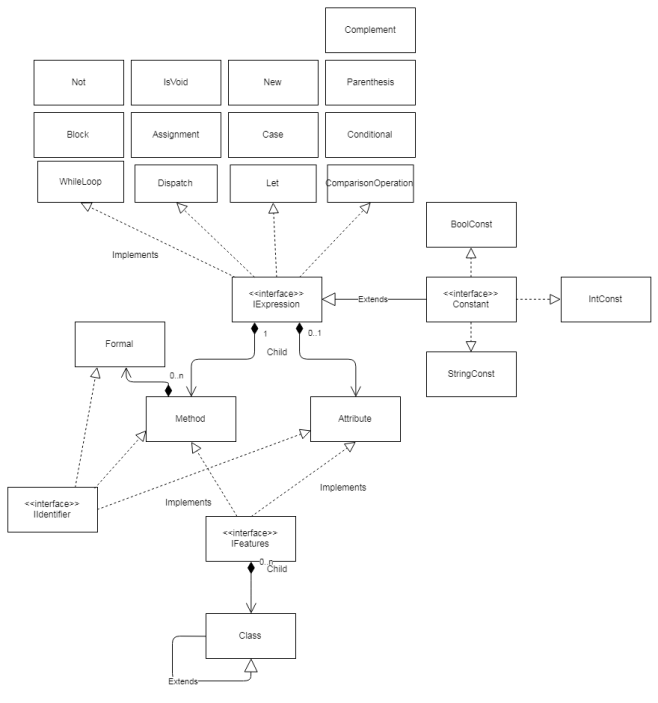 Complement
Not
IsVoid
New
Parenthesis
Block
Assignment
Case
Conditional
WhileLoop
Dispatch
Let
ComparisonOperation
BoolConst
Implements
<<interface>>
IExpression
Extends
<<interface>>
Constant
IntConst
1
0..1
Formal
Child
0..n
StringConst
Method
Attribute
Implements
Implements
<<interface>>
IIdentifier
<<interface>>
IFeatures
0..n
Child
Class
Extends